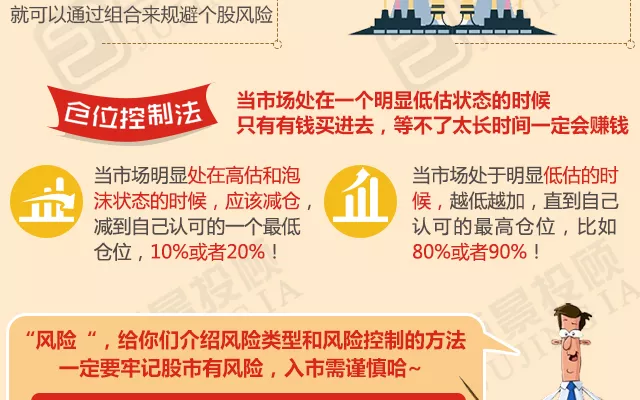 就可以通过组合来规避个股风险
仓位控制法
当市场处在一个明显低估状态的时候
只有有钱买进去，等不了太长时间一定会赚钱
当市场明显处在高估和泡
沫状态的时候，应该减仓，
减到自己认可的一个最低
仓位，10%或者20%！
当市场处于明显低估的时
候，越低越加，直到自己
认可的最高仓位，比如
80%或者90%！
“风险“，给你们介绍风险类型和风险控制的方法
一定要牢记股市有风险，入市需谨慎哈~